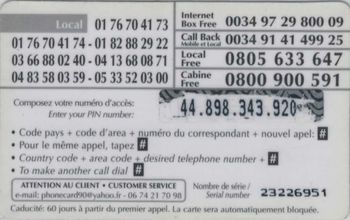 Local 01 76 70 41 73
01 76 70 41 74 - 01 82 88 29 22
03 66 88 02 40 - 04 13 68 08 71
04 83 58 03 59 - 05 33 52 03 00
Internet Box Free 0034 97 29 800 09
Call Back Mobile et Local 0034 91 41 499 25
Local Free 0805 633 647
Cabine Free 0800 900 591
Composez votre numéro d'accès:
Enter your PIN number:
44.898.343.920
• Code pays + code d'area + numéro du correspondant + nouvel apel: #
• Pour le même appel, tapez #
• Country code + area code + desired telephone number + #
• To make another call dial #
ATTENTION AU CLIENT • CUSTOMER SERVICE
e-mail: phonecard90@yahoo.fr - 06 74 21 70 98
Nombre de série /
Serial number 23226951
Caducité: 60 jours à partir du premier appel. La carte sera automatiquement bloquée.